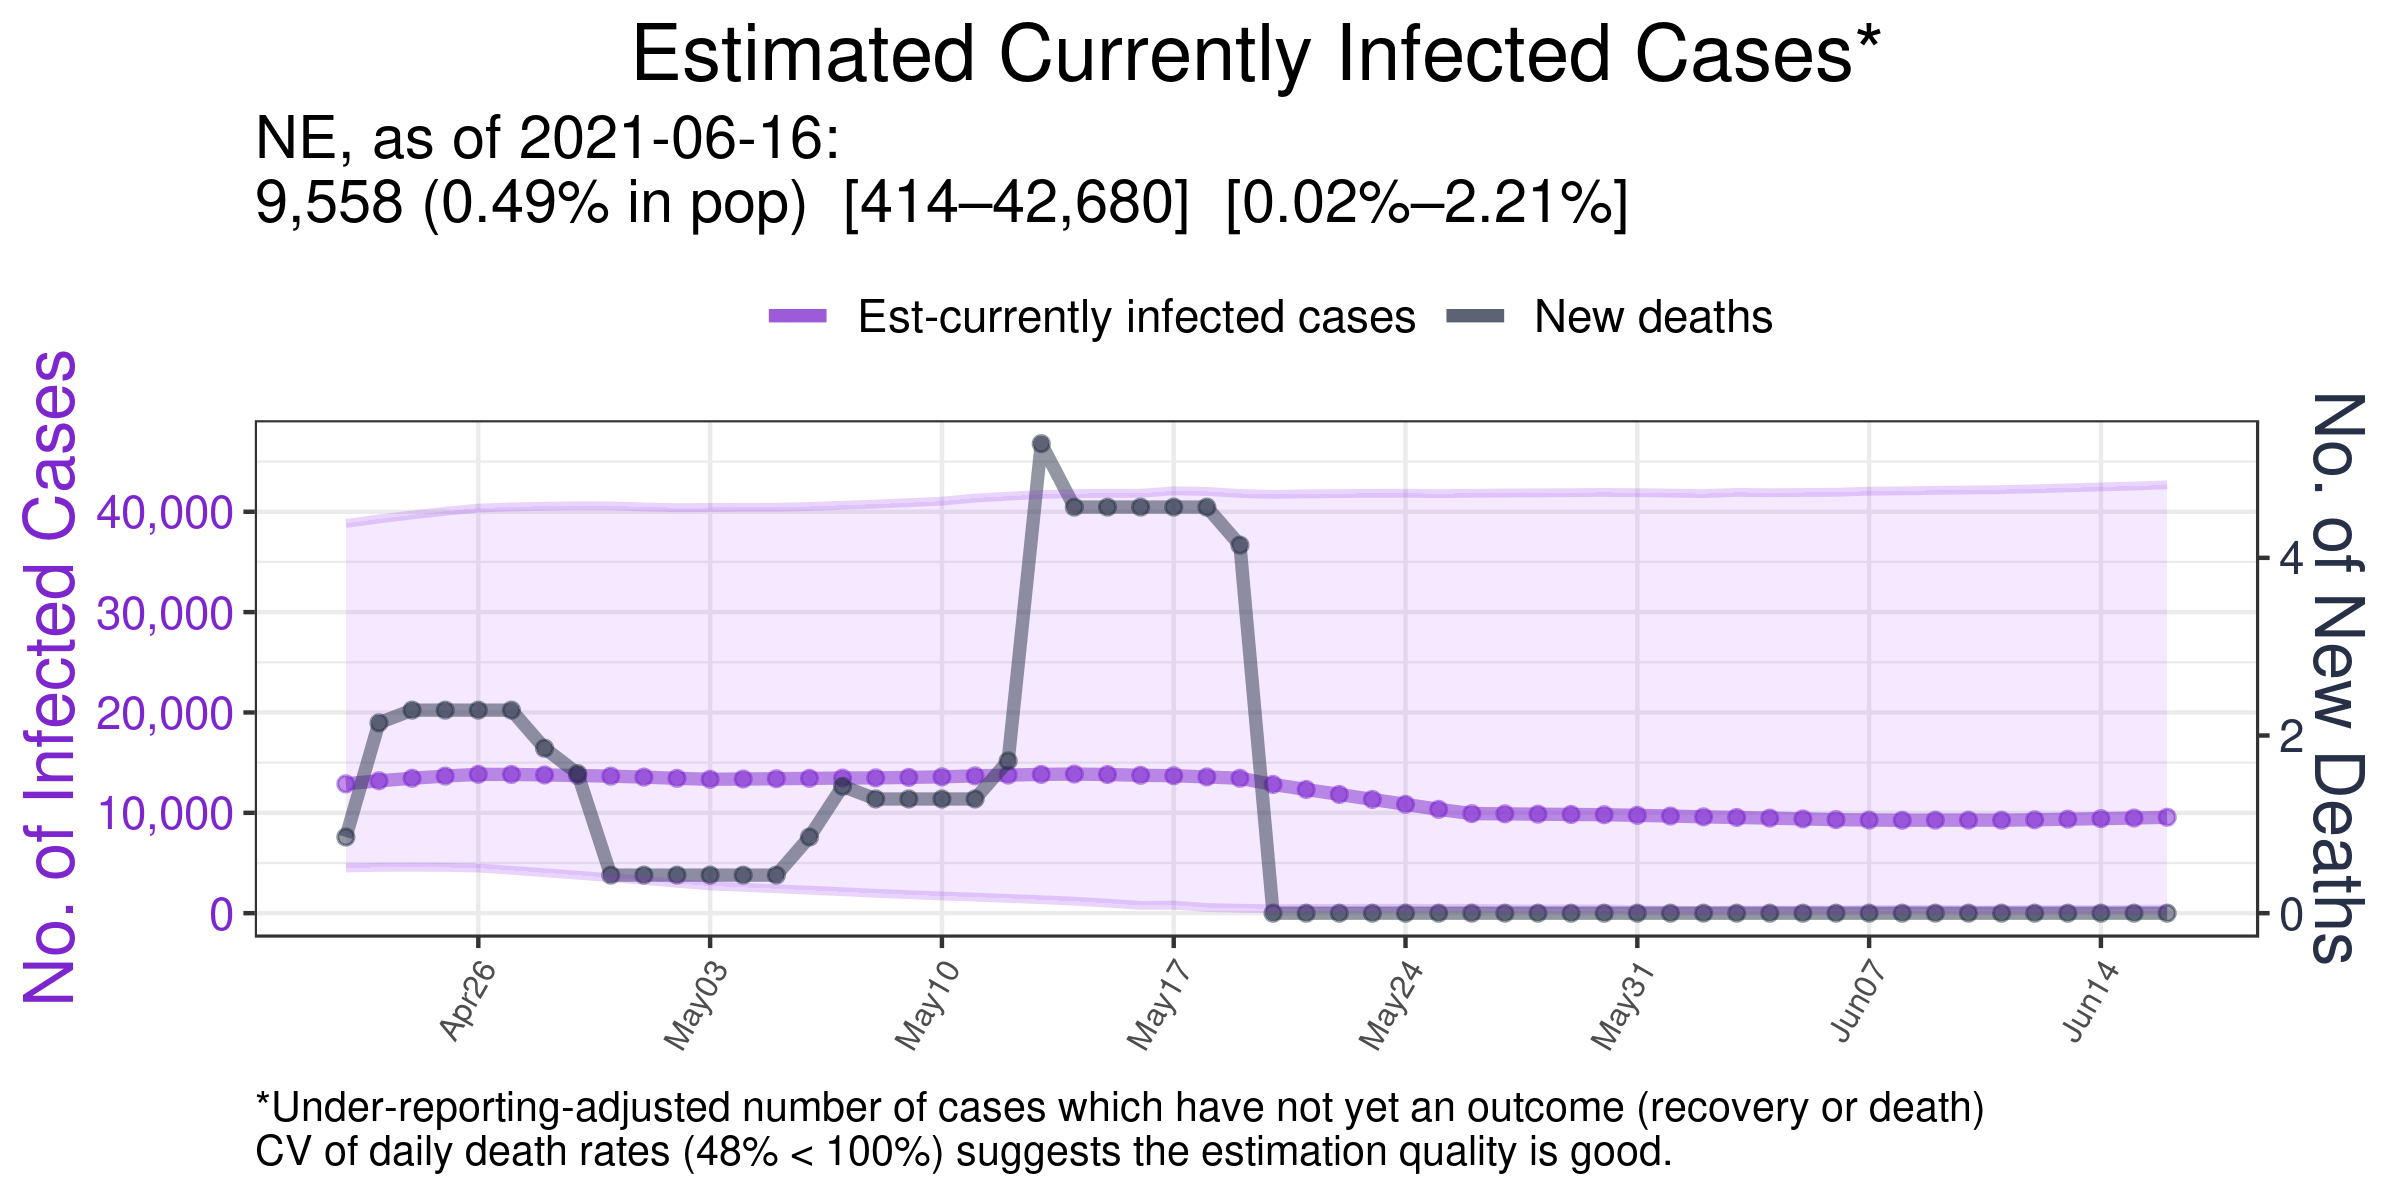 Estimated Currently Infected Cases*
NE, as of 2021-06-16:
9,558 (0.49% in pop) [414–42,680] [0.02%–2.21%]
Est-currently infected cases New deaths
No. of Infected Cases
40,000
30,000
20,000
10,000
0
4
2
0
No. of New Deaths
Apr26 May03 May10 May17 May24 May31 Jun07 Jun14
*Under-reporting-adjusted number of cases which have not yet an outcome (recovery or death)
CV of daily death rates (48% < 100%) suggests the estimation quality is good.